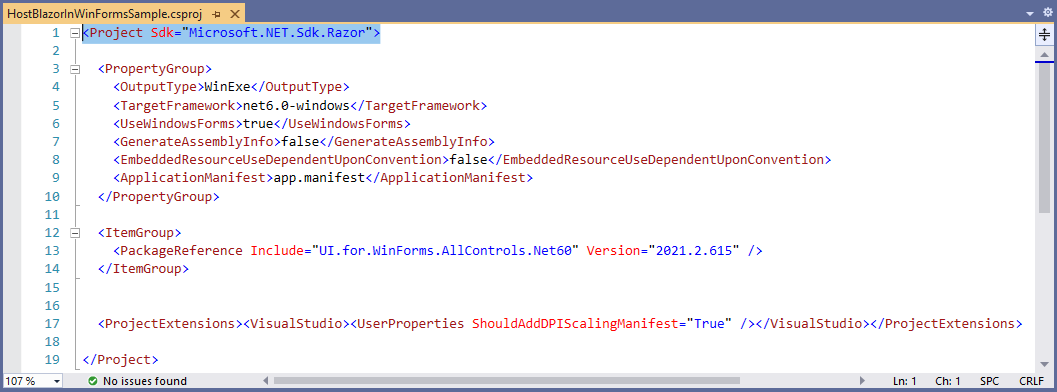 HostBlazorInWinFormsSample.csproj
1 <Project Sdk="Microsoft.NET.Sdk.Razor">
2
3 <PropertyGroup>
4 <OutputType>WinExe</OutputType>
5 <TargetFramework>net6.0-windows</TargetFramework>
6 <UseWindowsForms>true</UseWindowsForms>
7 <GenerateAssemblyInfo>false</GenerateAssemblyInfo>
8 <EmbeddedResourceUseDependentUponConvention>false</EmbeddedResourceUseDependentUponConvention>
9 <ApplicationManifest>app.manifest</ApplicationManifest>
10 </PropertyGroup>
11
12 <ItemGroup>
13 <PackageReference Include="UI.for.WinForms.AllControls.Net60" Version="2021.2.615" />
14 </ItemGroup>
15
16
17 <ProjectExtensions><VisualStudio><UserProperties ShouldAddDPIScalingManifest="True" /></VisualStudio></ProjectExtensions>
18
19 </Project>
107 % No issues found Ln: 1 Ch: 1 SPC CRLF